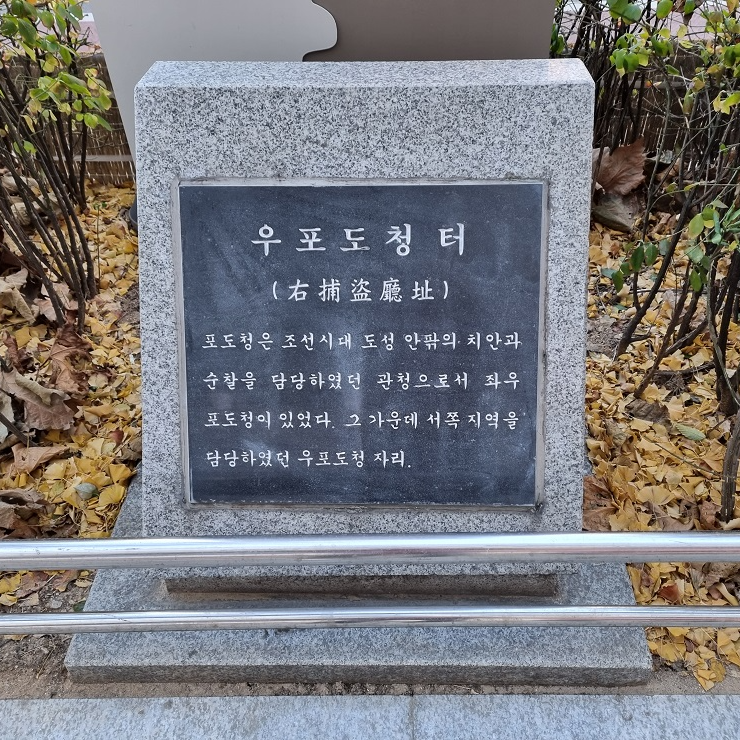 우포도청 터
(右捕盜廳址)
포도청은 조선시대 도성 안팎의 치안과
순찰을 담당하였던 관청으로서 좌우
포도청이 있었다. 그 가운데 서쪽 지역을
담당하였던 우포도청 자리.